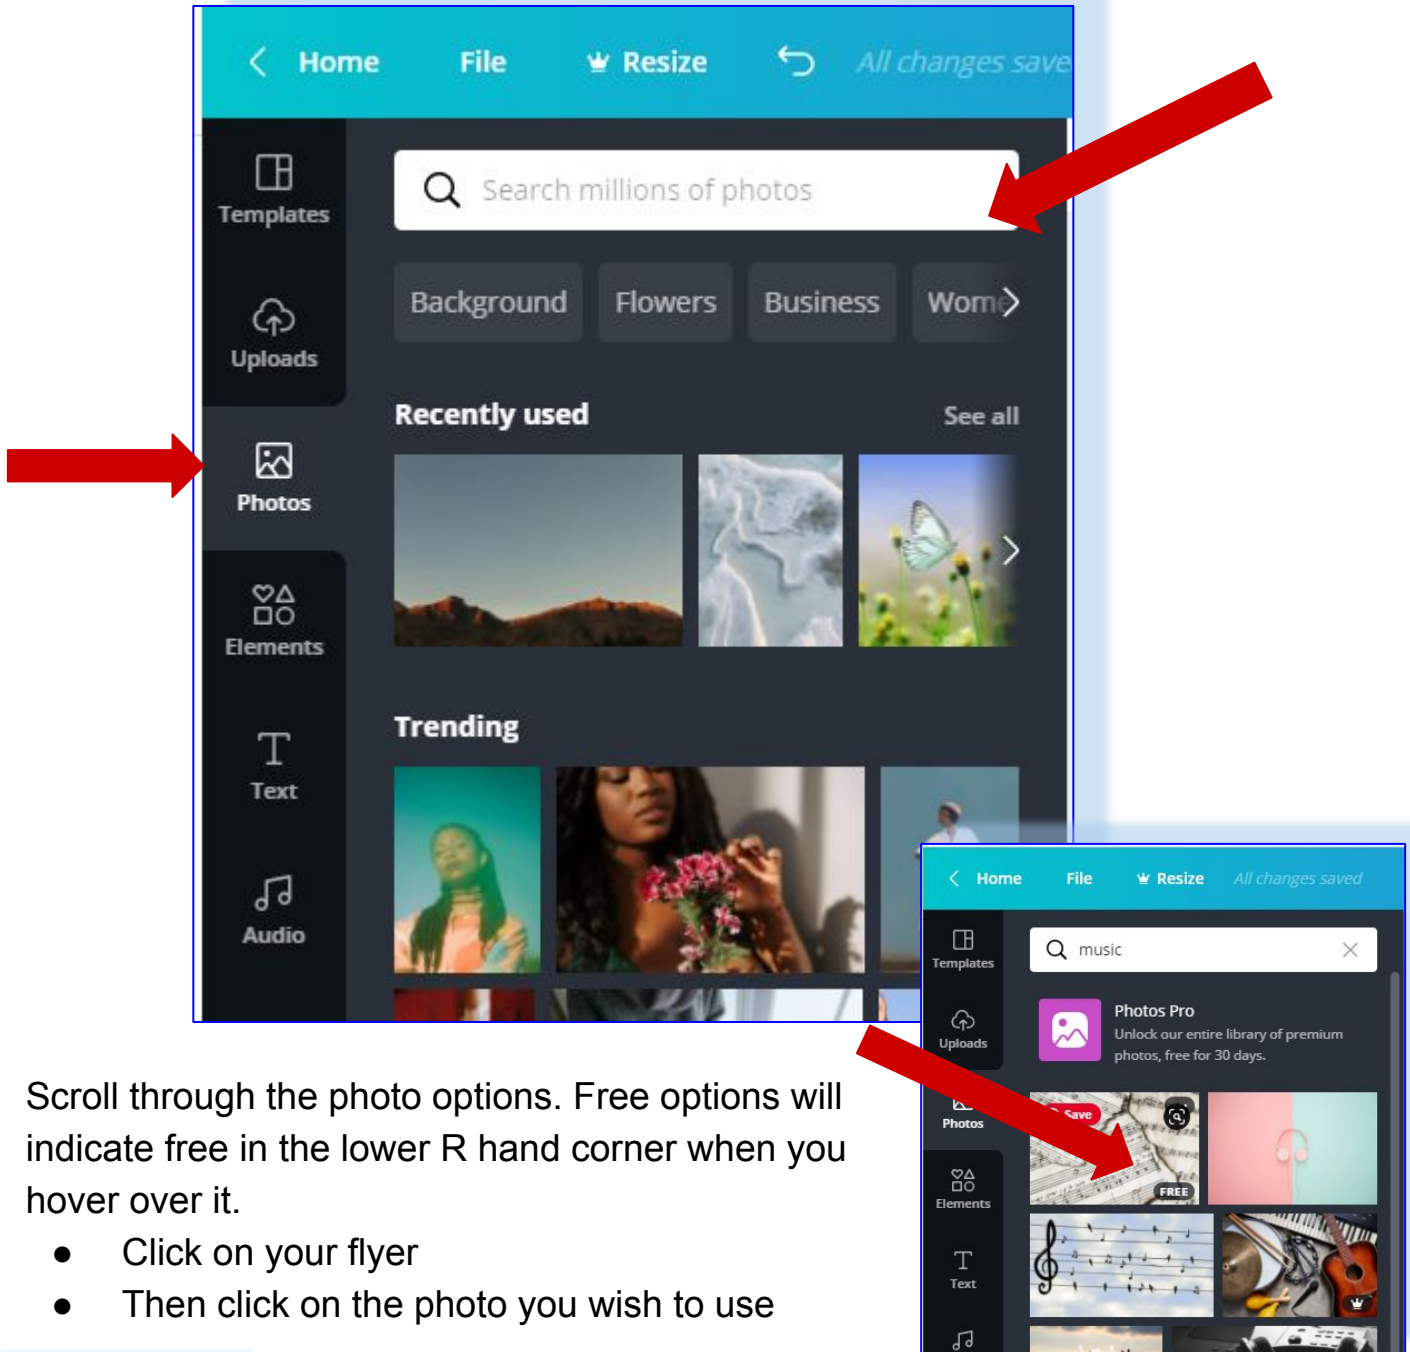 Home File Resize All changes save
Templates
Search millions of photos
Background Flowers Business Wome
Uploads
Recently used See all
Photos
Elements
Trending
Text
Audio
Home File Resize All changes saved
Templates
music
Uploads
Photos Pro
Unlock our entire library of premium
photos, free for 30 days.
Photos
Save
FREE
Elements
Text
Scroll through the photo options. Free options will
indicate free in the lower R hand corner when you
hover over it.
● Click on your flyer
● Then click on the photo you wish to use